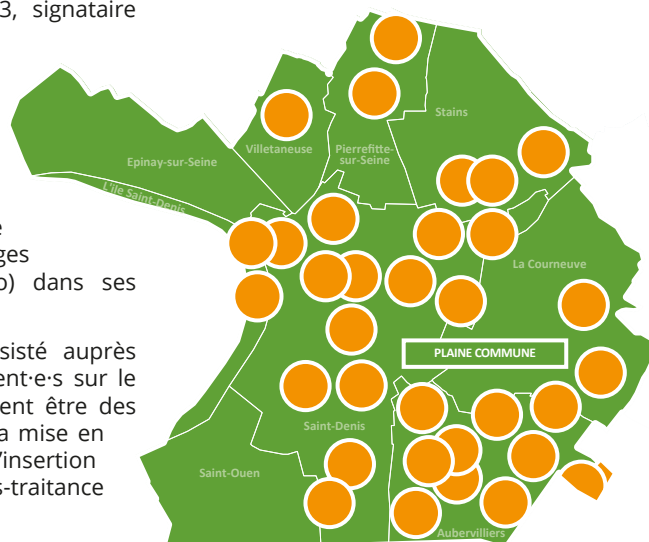 3, signataire
e
ges
o) dans ses
sisté auprès
ent·e·s sur le
ent être des
a mise en
'insertion
s-traitance
Stains
Villetaneuse
Pierrefitte-
sur-Seine
Epinay-sur-Seine
L'ile Saint-Denis
La Courneuve
PLAINE COMMUNE
Saint-Denis
Saint-Ouen
Aubervilliers